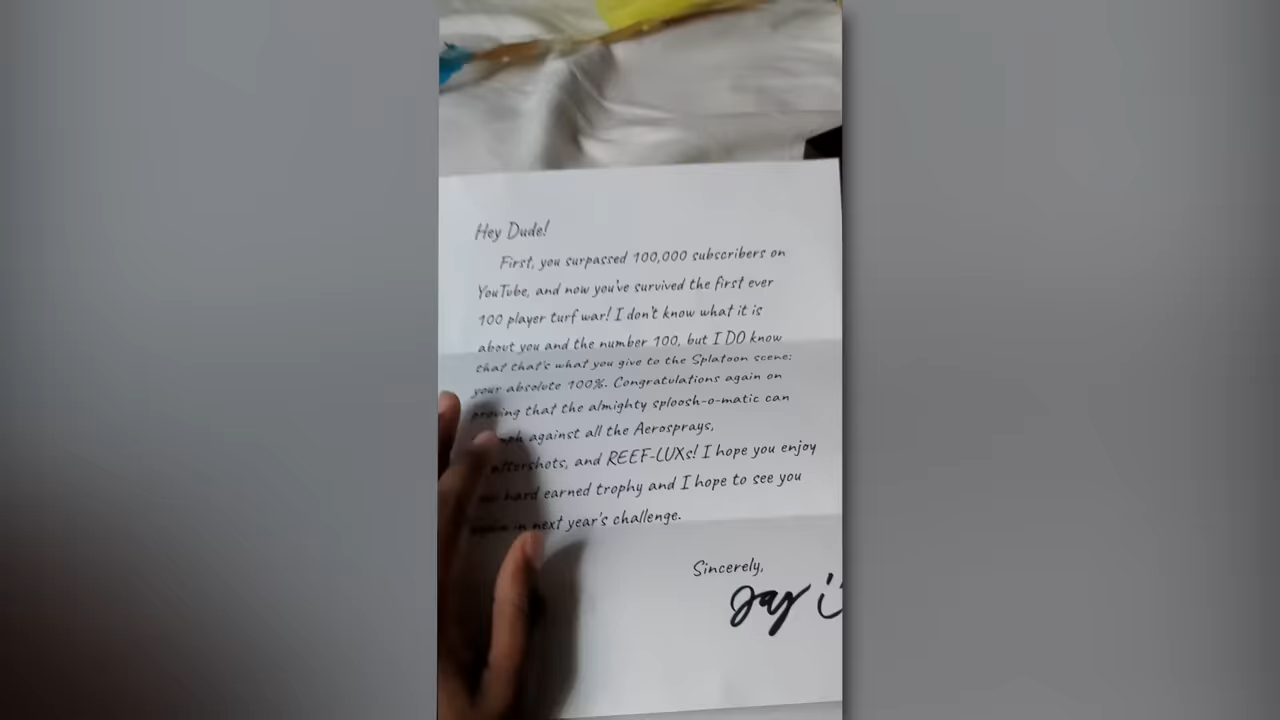 Hey Dude!
First, you surpassed 100,000 subscribers on
YouTube, and now you've survived the first ever
100 player turf war! I don't know what it is
about you and the number 100, but I DO know
that that's what you give to the Splatoon scene:
your absolute 100%. Congratulations again on
proving that the almighty sploosh-o-matic can
against all the Aerosprays,
aftershots, and REEF-LUXs! I hope you enjoy
hard earned trophy and I hope to see you
in next year's challenge.
Sincerely,
Jay :)